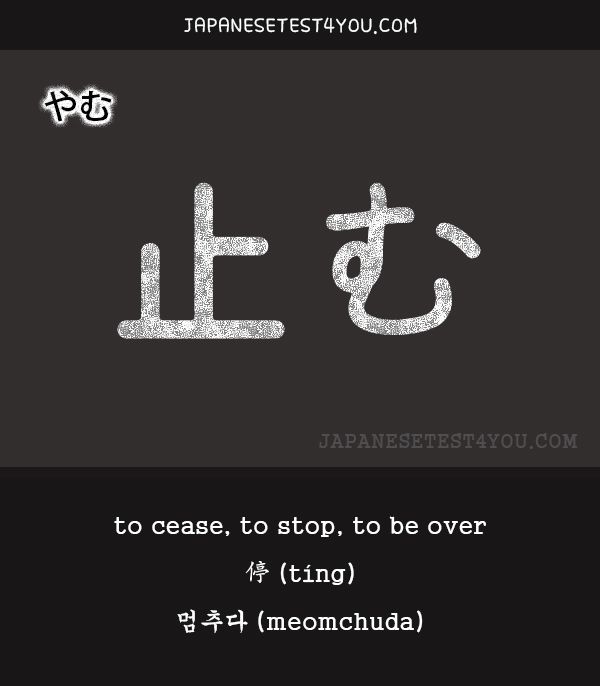 JAPANESETEST4YOU.COM
やむ
止む
JAPANESETEST4YOU.COM
to cease, to stop, to be over
停 (tíng)
멈추다 (meomchuda)